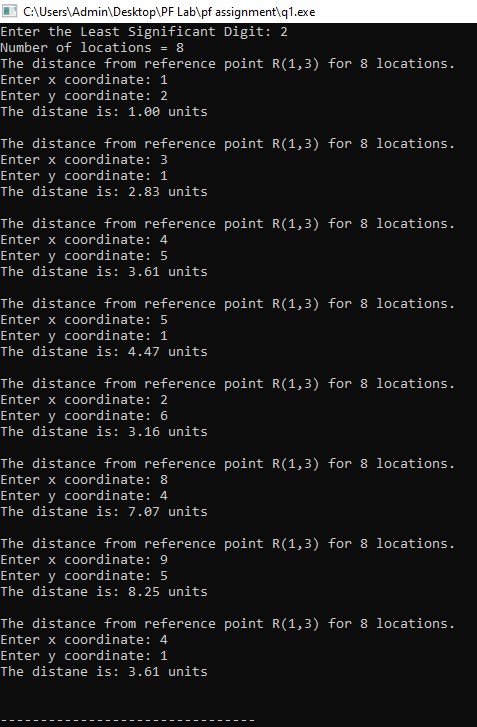 C:\Users\Admin\Desktop\PF Lab\pf assignment\q1.exe
Enter the Least Significant Digit: 2
Number of locations = 8
The distance from reference point R(1,3) for 8 locations.
Enter x coordinate: 1
Enter y coordinate: 2
The distane is: 1.00 units
The distance from reference point R(1,3) for 8 locations.
Enter x coordinate: 3
Enter y coordinate: 1
The distane is: 2.83 units
The distance from reference point R(1,3) for 8 locations.
Enter x coordinate: 4
Enter y coordinate: 5
The distane is: 3.61 units
The distance from reference point R(1,3) for 8 locations.
Enter x coordinate: 5
Enter y coordinate: 1
The distane is: 4.47 units
The distance from reference point R(1,3) for 8 locations.
Enter x coordinate: 2
Enter y coordinate: 6
The distane is: 3.16 units
The distance from reference point R(1,3) for 8 locations.
Enter x coordinate: 8
Enter y coordinate: 4
The distane is: 7.07 units
The distance from reference point R(1,3) for 8 locations.
Enter x coordinate: 9
Enter y coordinate: 5
The distane is: 8.25 units
The distance from reference point R(1,3) for 8 locations.
Enter x coordinate: 4
Enter y coordinate: 1
The distane is: 3.61 units
--------------------------------